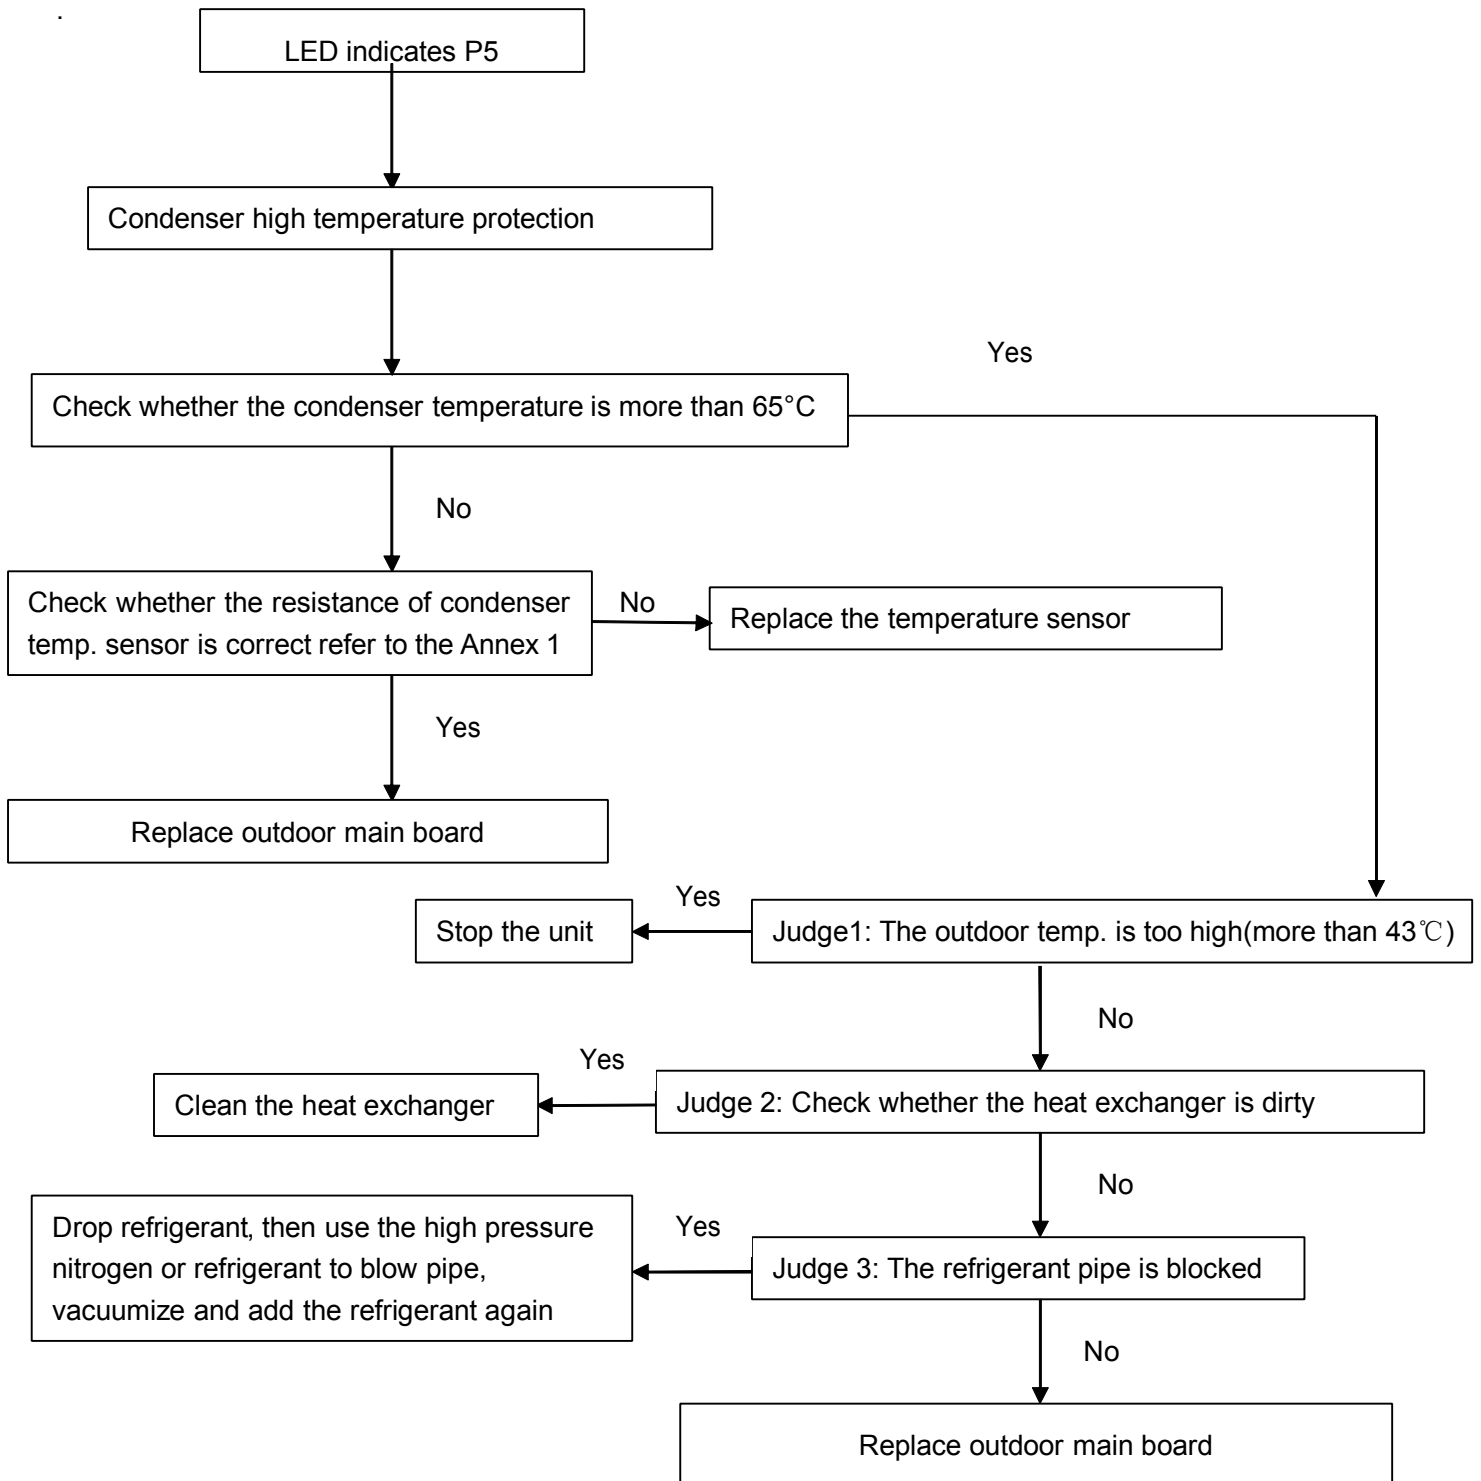 LED indicates P5
Condenser high temperature protection
Yes
Check whether the condenser temperature is more than 65°C
No
Check whether the resistance of condenser
temp. sensor is correct refer to the Annex 1
No
Replace the temperature sensor
Yes
Replace outdoor main board
Yes
Stop the unit
Judge1: The outdoor temp. is too high(more than 43℃)
No
Yes
Clean the heat exchanger
Judge 2: Check whether the heat exchanger is dirty
No
Drop refrigerant, then use the high pressure
nitrogen or refrigerant to blow pipe,
vacuumize and add the refrigerant again
Yes
Judge 3: The refrigerant pipe is blocked
No
Replace outdoor main board